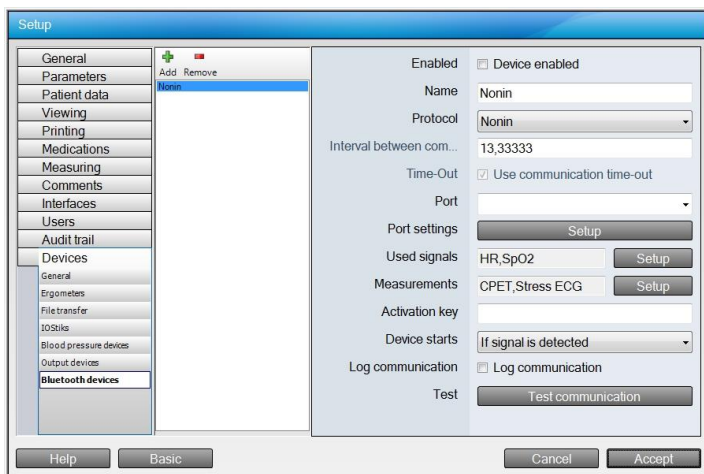 Setup
General
Parameters
Patient data
Viewing
Printing
Medications
Measuring
Comments
Interfaces
Users
Audit trail
Devices
General
Ergometers
File transfer
IOStiks
Blood pressure devices
Output devices
Bluetooth devices
Add Remove
Nonin
Enabled Device enabled
Name Nonin
Protocol Nonin
Interval between com... 13,33333
Time-Out Use communication time-out
Port
Port settings Setup
Used signals HR,SpO2 Setup
Measurements CPET,Stress ECG Setup
Activation key
Device starts If signal is detected
Log communication Log communication
Test Test communication
Help Basic Cancel Accept